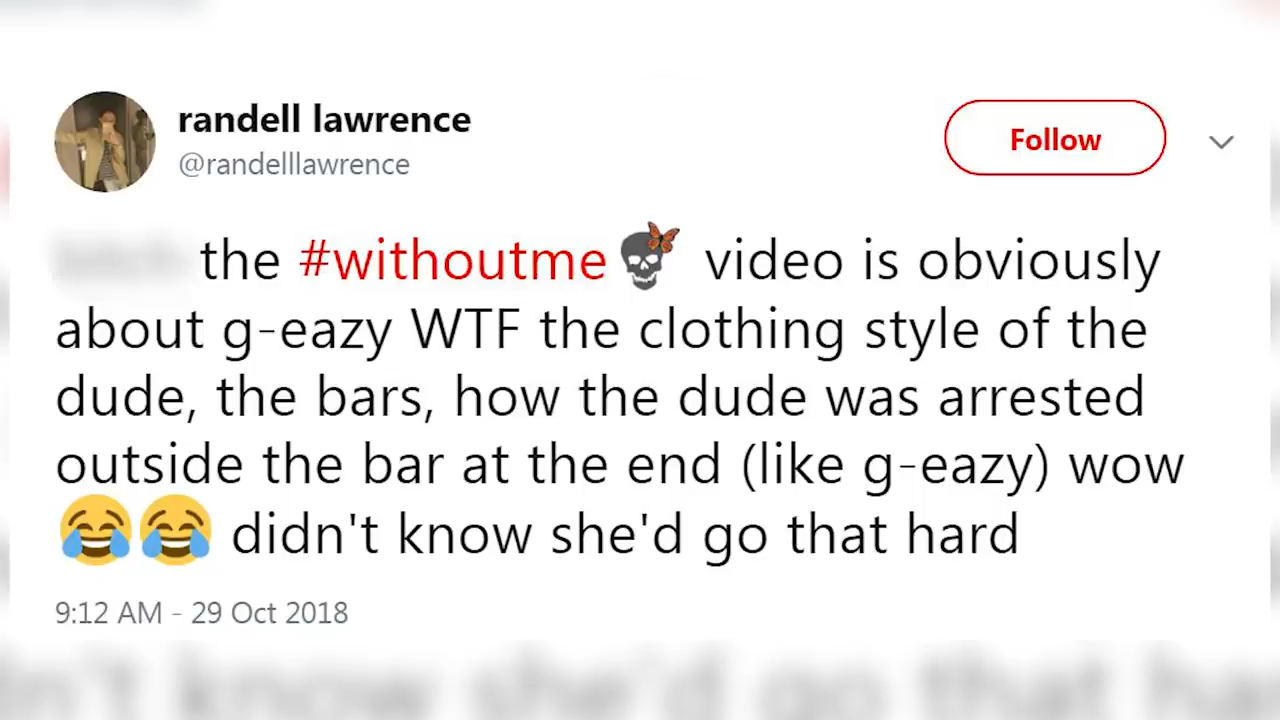 randell lawrence
@randelllawrence
Follow
the #withoutme video is obviously
about g-eazy WTF the clothing style of the
dude, the bars, how the dude was arrested
outside the bar at the end (like g-eazy) wow
😂😂 didn't know she'd go that hard
9:12 AM - 29 Oct 2018